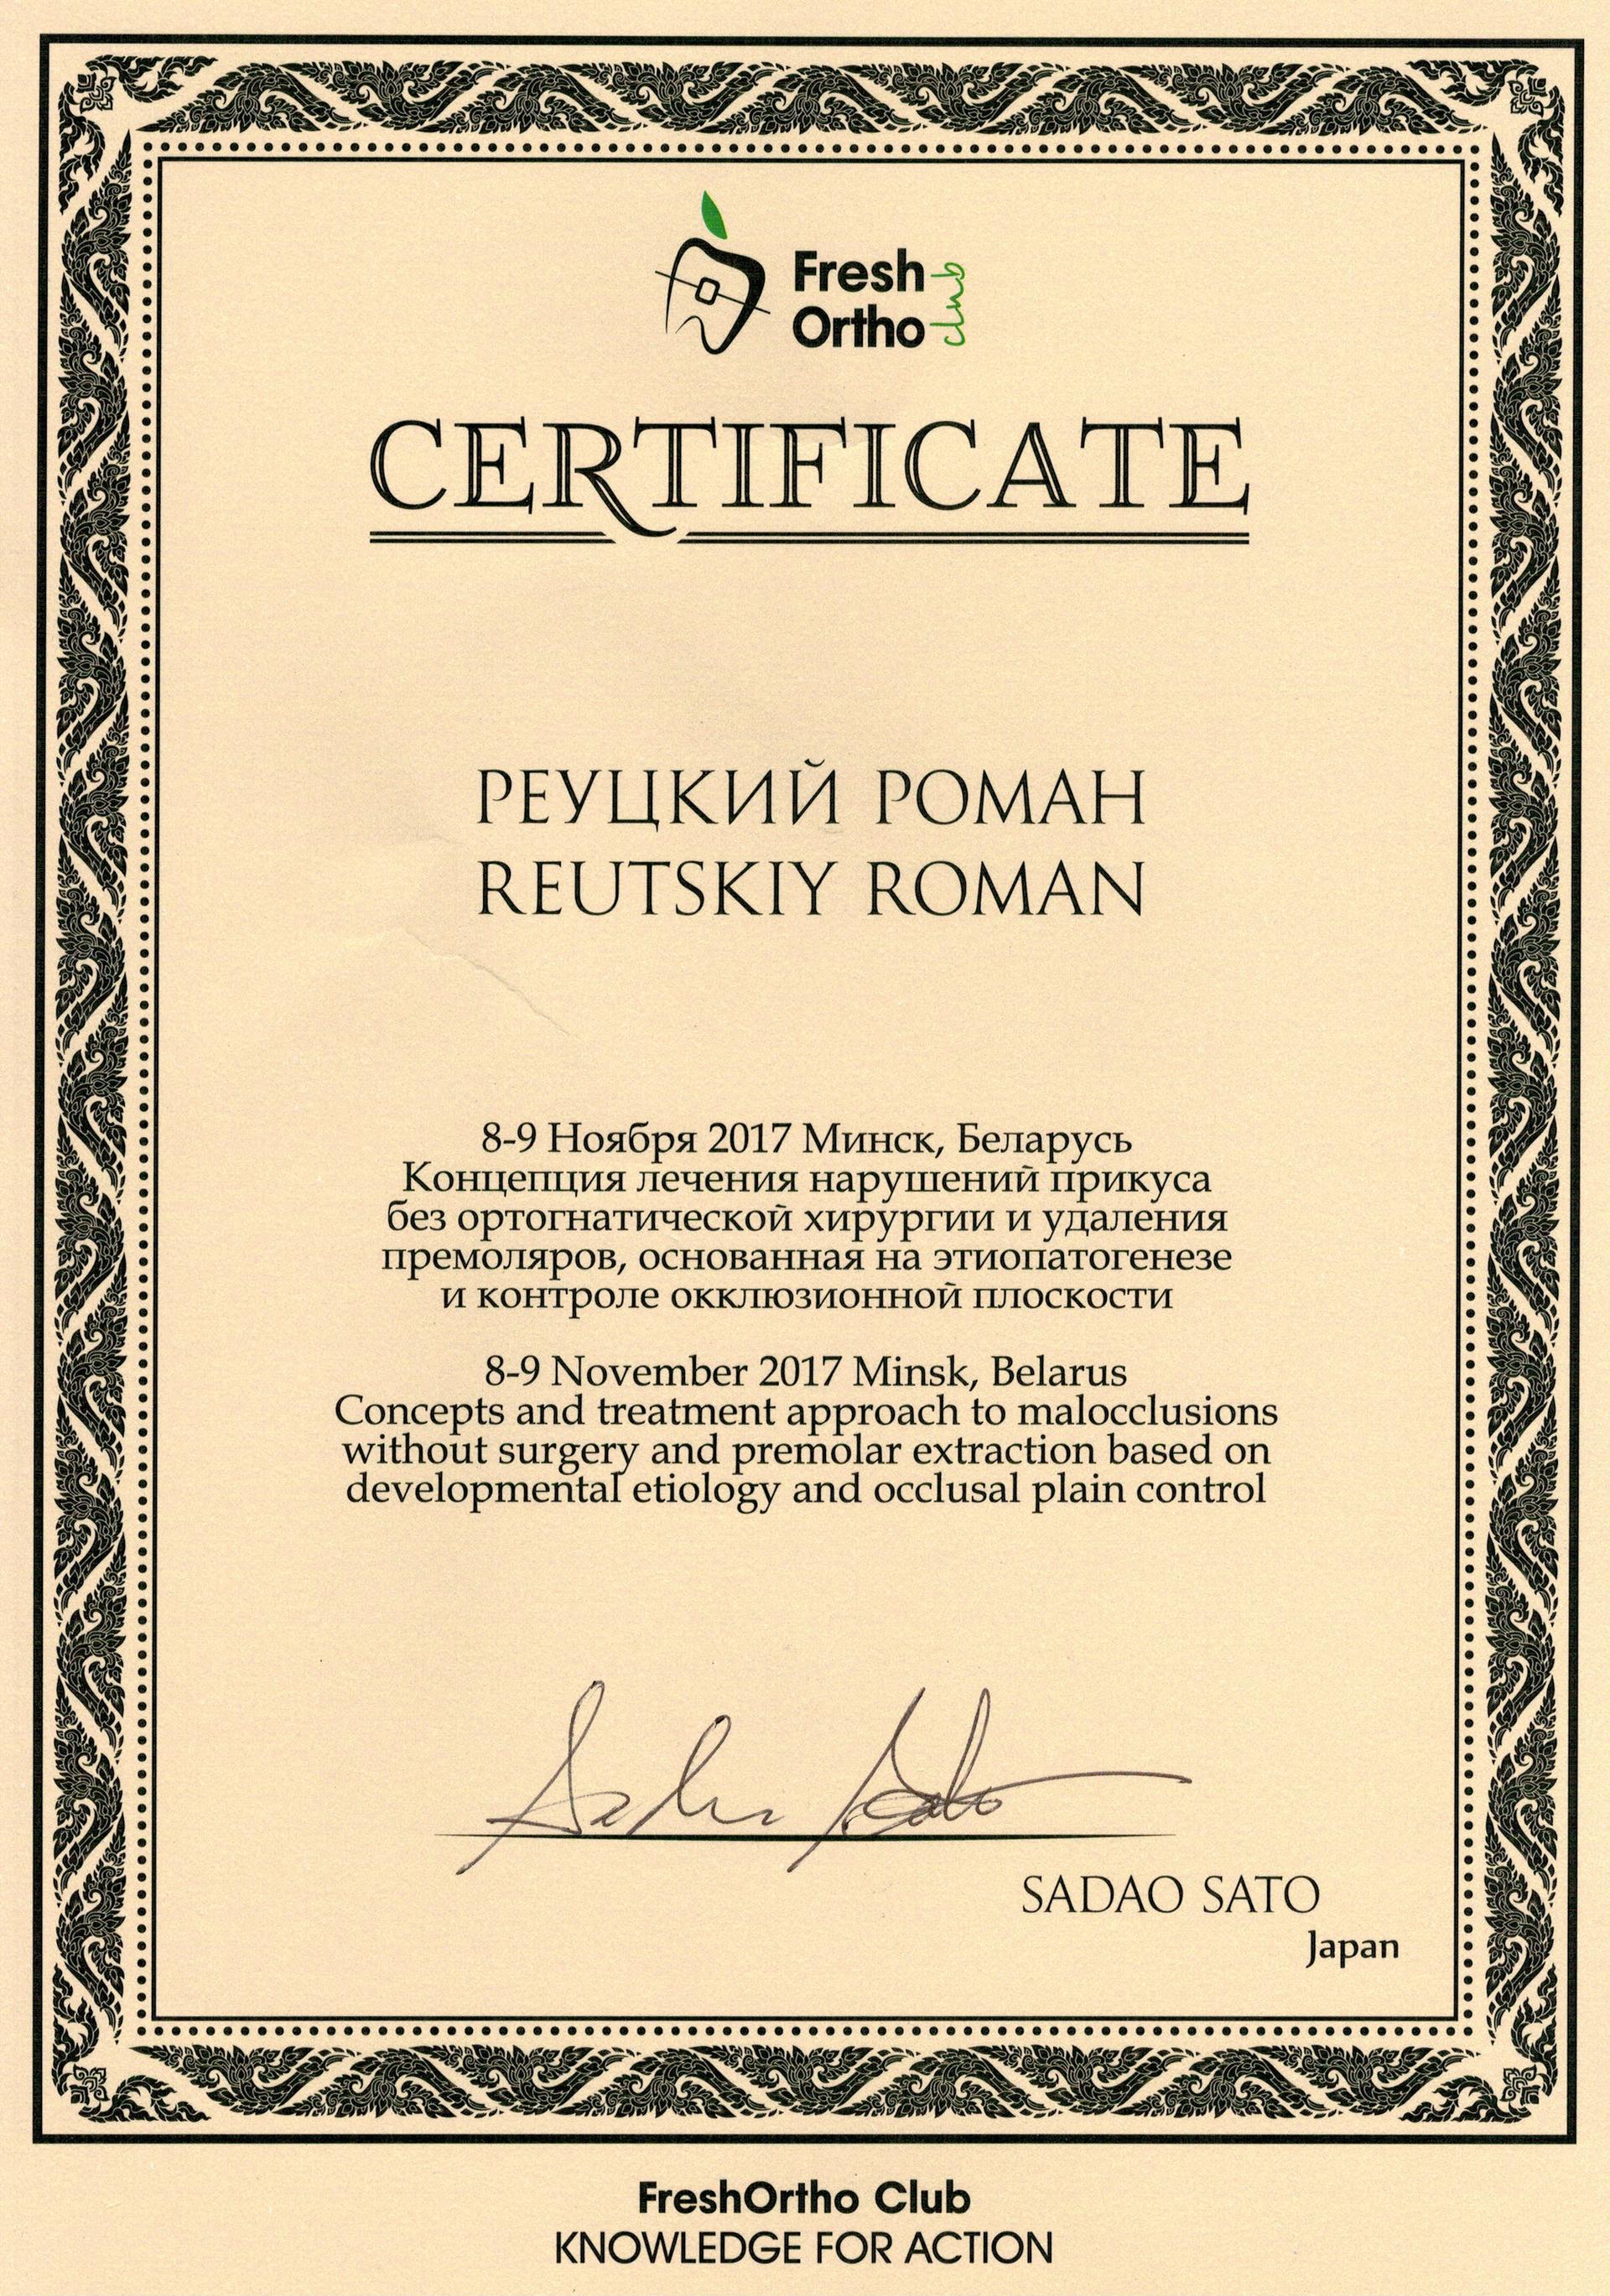 Fresh
Ortho
club
CERTIFICATE
РЕУЦКИЙ РОМАН
REUTSKIY ROMAN
8-9 Ноября 2017 Минск, Беларусь
Концепция лечения нарушений прикуса
без ортогнатической хирургии и удаления
премоляров, основанная на этиопатогенезе
и контроле окклюзионной плоскости
8-9 November 2017 Minsk, Belarus
Concepts and treatment approach to malocclusions
without surgery and premolar extraction based on
developmental etiology and occlusal plain control
Sadao Sato
SADAO SATO
Japan
FreshOrtho Club
KNOWLEDGE FOR ACTION